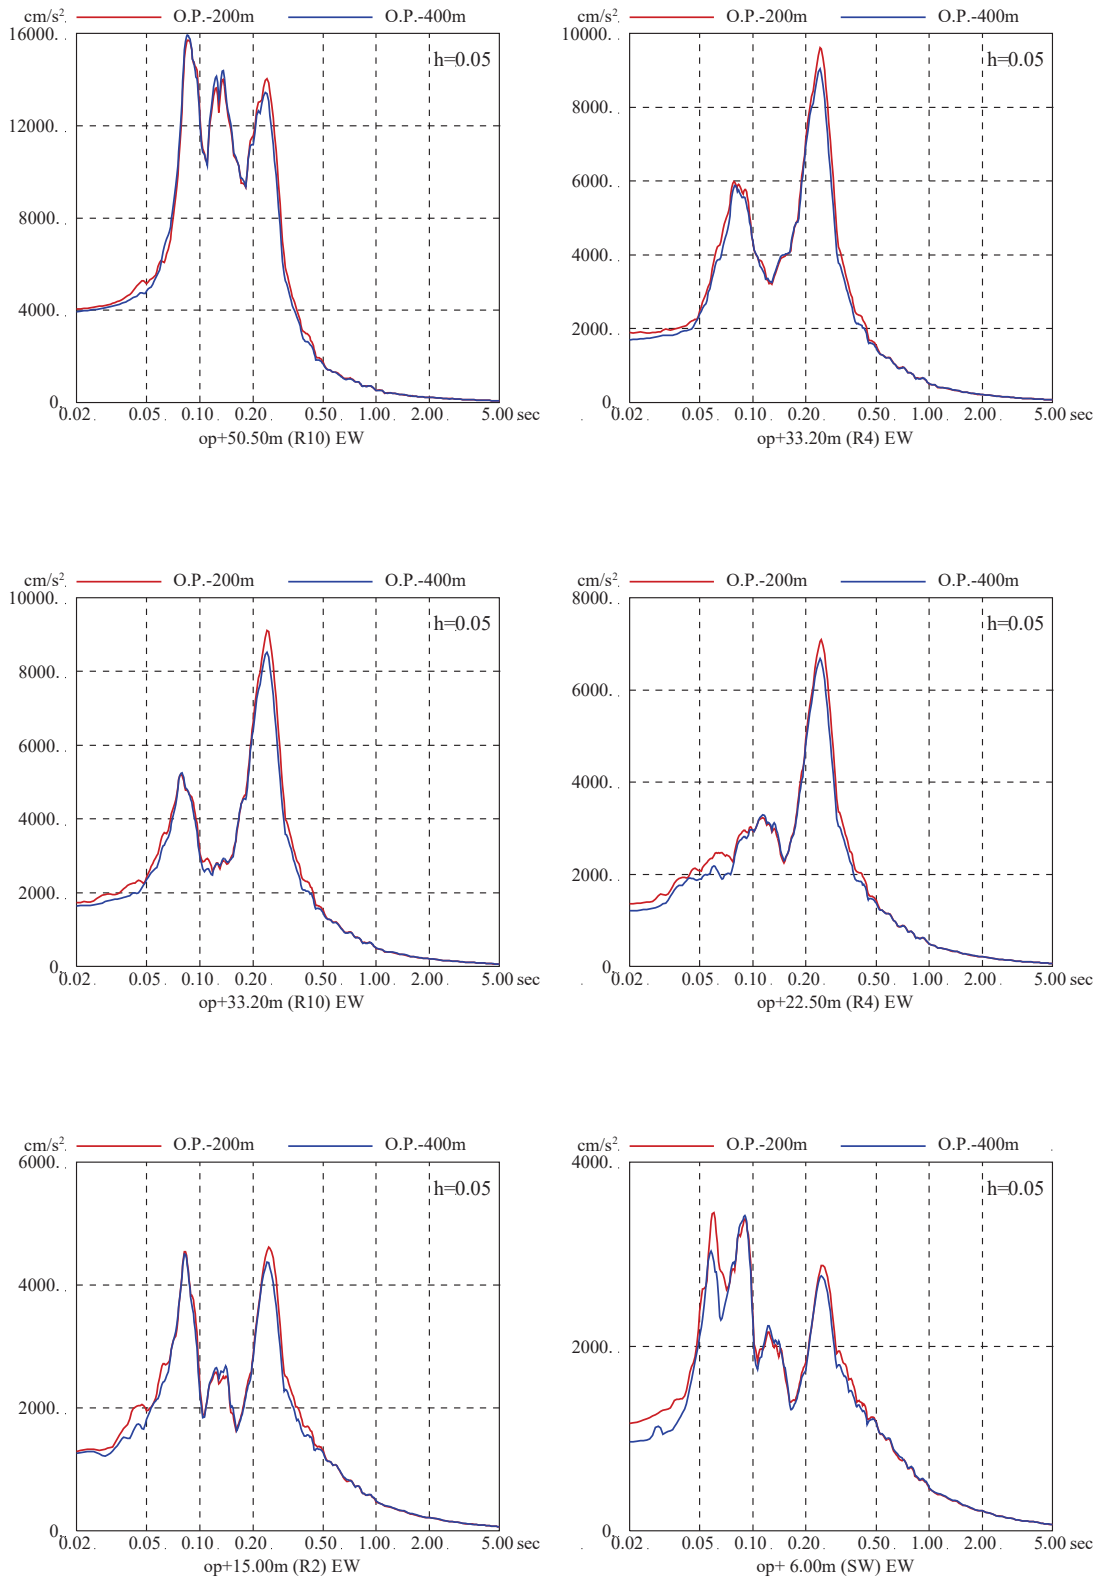 cm/s² O.P.-200m O.P.-400m
16000.
h=0.05
12000.
8000.
4000.
0.
0.02 0.05 0.10 0.20 0.50 1.00 2.00 5.00 sec
op+50.50m (R10) EW
cm/s² O.P.-200m O.P.-400m
10000.
h=0.05
8000.
6000.
4000.
2000.
0.
0.02 0.05 0.10 0.20 0.50 1.00 2.00 5.00 sec
op+33.20m (R4) EW
cm/s² O.P.-200m O.P.-400m
10000.
h=0.05
8000.
6000.
4000.
2000.
0.
0.02 0.05 0.10 0.20 0.50 1.00 2.00 5.00 sec
op+33.20m (R10) EW
cm/s² O.P.-200m O.P.-400m
8000.
h=0.05
6000.
4000.
2000.
0.
0.02 0.05 0.10 0.20 0.50 1.00 2.00 5.00 sec
op+22.50m (R4) EW
cm/s² O.P.-200m O.P.-400m
6000.
h=0.05
4000.
2000.
0.
0.02 0.05 0.10 0.20 0.50 1.00 2.00 5.00 sec
op+15.00m (R2) EW
cm/s² O.P.-200m O.P.-400m
4000.
h=0.05
2000.
0.
0.02 0.05 0.10 0.20 0.50 1.00 2.00 5.00 sec
op+ 6.00m (SW) EW